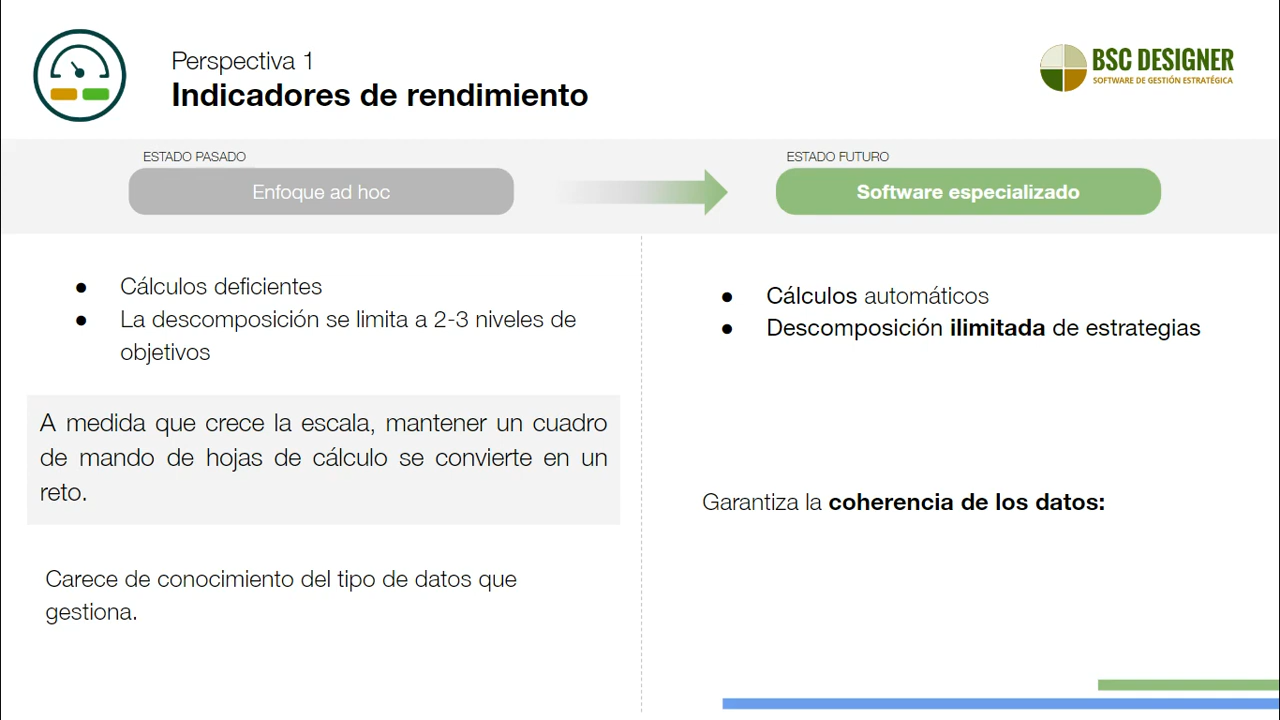 Perspectiva 1
Indicadores de rendimiento
BSC DESIGNER
SOFTWARE DE GESTIÓN ESTRATÉGICA
ESTADO PASADO
Enfoque ad hoc
ESTADO FUTURO
Software especializado
● Cálculos deficientes
● La descomposición se limita a 2-3 niveles de
objetivos
A medida que crece la escala, mantener un cuadro
de mando de hojas de cálculo se convierte en un
reto.
Carece de conocimiento del tipo de datos que
gestiona.
● Cálculos automáticos
● Descomposición ilimitada de estrategias
Garantiza la coherencia de los datos: